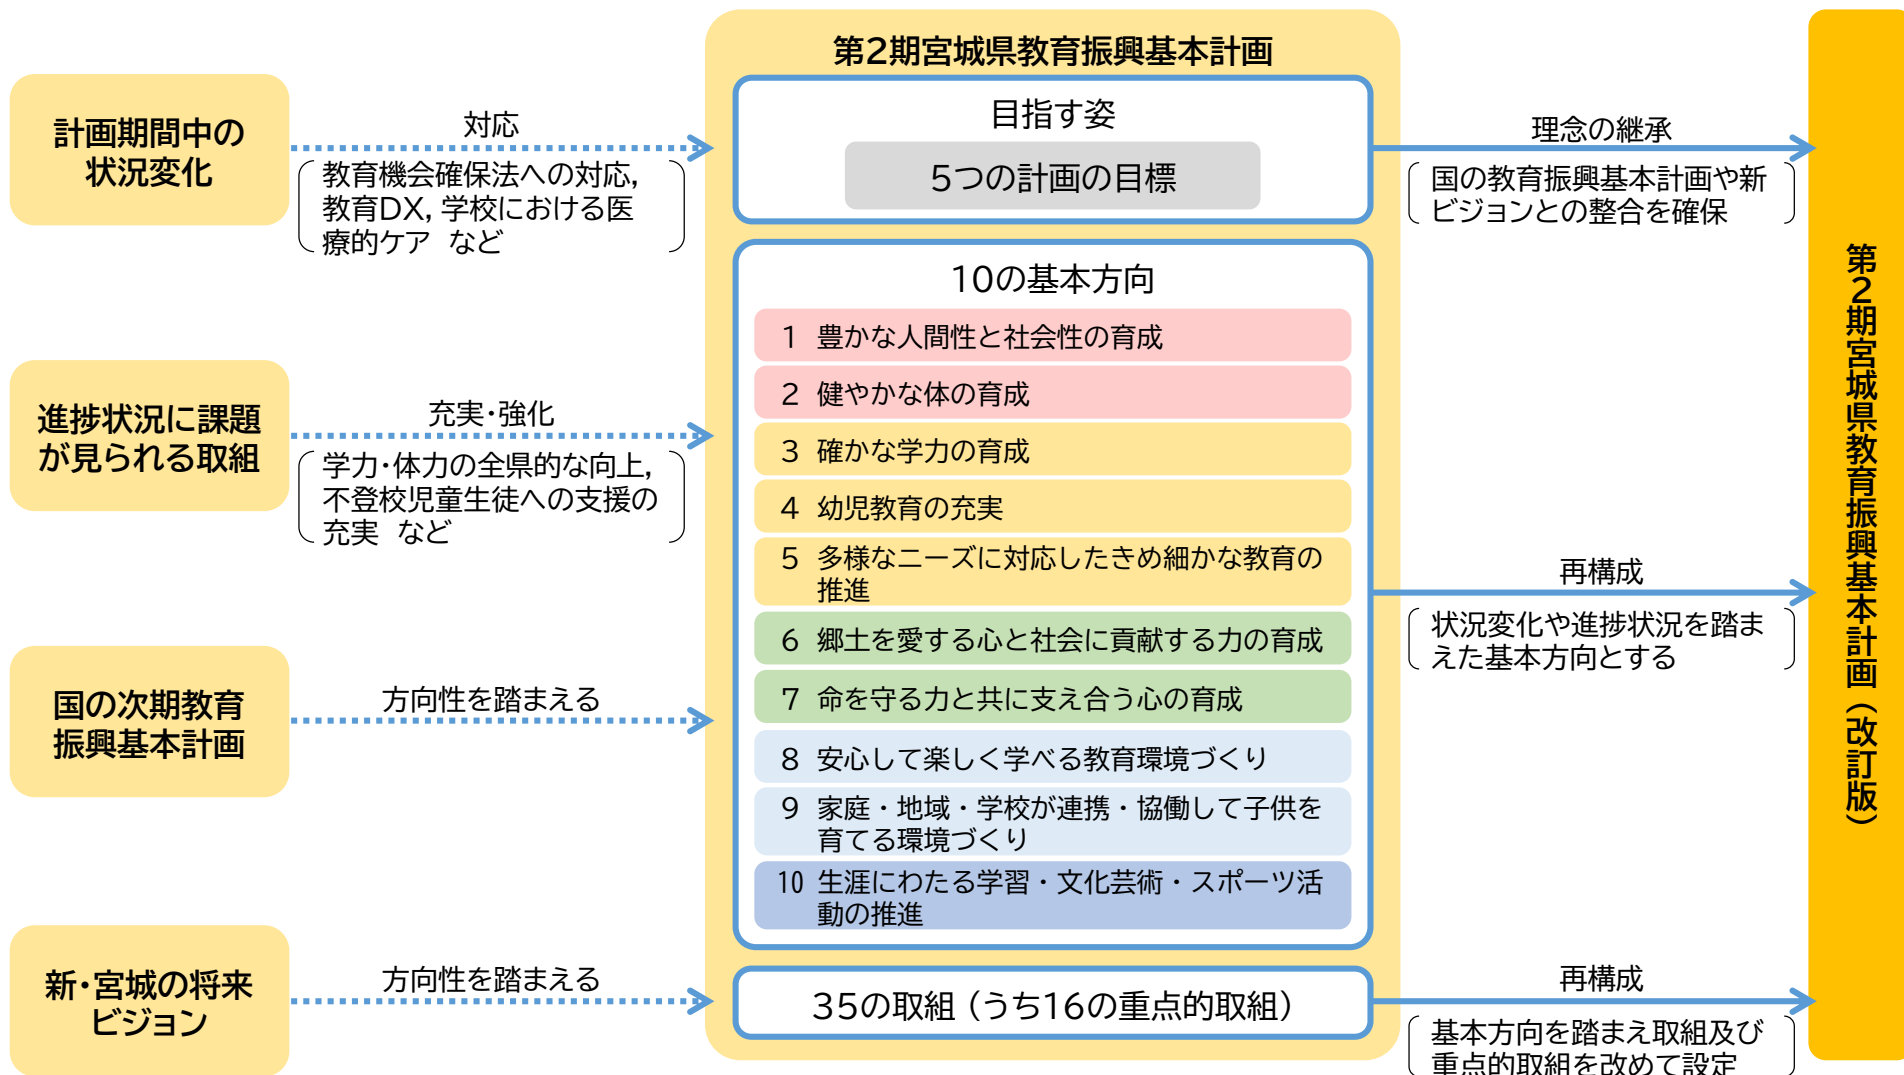 第2期宮城県教育振興基本計画
計画期間中の
状況変化
対応
教育機会確保法への対応,
教育DX, 学校における医
療的ケア など
進捗状況に課題
が見られる取組
充実・強化
学力・体力の全県的な向上,
不登校児童生徒への支援の
充実 など
国の次期教育
振興基本計画
方向性を踏まえる
新・宮城の将来
ビジョン
方向性を踏まえる
目指す姿
5つの計画の目標
10の基本方向
1 豊かな人間性と社会性の育成
2 健やかな体の育成
3 確かな学力の育成
4 幼児教育の充実
5 多様なニーズに対応したきめ細かな教育の
推進
6 郷土を愛する心と社会に貢献する力の育成
7 命を守る力と共に支え合う心の育成
8 安心して楽しく学べる教育環境づくり
9 家庭・地域・学校が連携・協働して子供を
育てる環境づくり
10 生涯にわたる学習・文化芸術・スポーツ活
動の推進
35の取組（うち16の重点的取組）
理念の継承
国の教育振興基本計画や新
ビジョンとの整合を確保
再構成
状況変化や進捗状況を踏ま
えた基本方向とする
再構成
基本方向を踏まえ取組及び
重点的取組を改めて設定
第2期宮城県教育振興基本計画（改訂版）